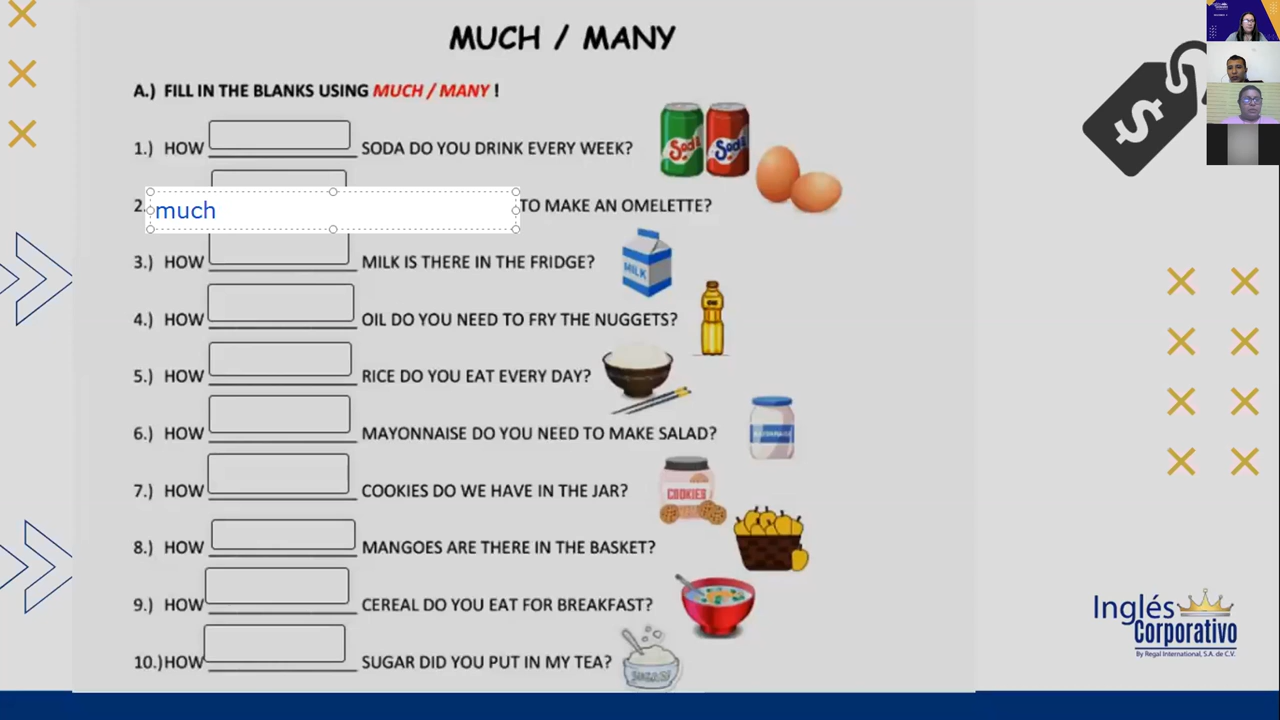 MUCH / MANY
A.) FILL IN THE BLANKS USING MUCH / MANY !
1.) HOW SODA DO YOU DRINK EVERY WEEK?
Soda Soda
2. much TO MAKE AN OMELETTE?
3.) HOW MILK IS THERE IN THE FRIDGE?
MILK
4.) HOW OIL DO YOU NEED TO FRY THE NUGGETS?
5.) HOW RICE DO YOU EAT EVERY DAY?
6.) HOW MAYONNAISE DO YOU NEED TO MAKE SALAD?
7.) HOW COOKIES DO WE HAVE IN THE JAR?
COOKIES
8.) HOW MANGOES ARE THERE IN THE BASKET?
9.) HOW CEREAL DO YOU EAT FOR BREAKFAST?
10.)HOW SUGAR DID YOU PUT IN MY TEA?
SUGAR
$
Inglés
Corporativo
By Regal International, S.A. de C.V.